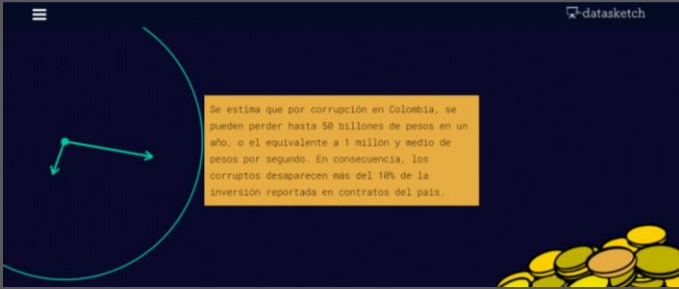 datasketch
Se estima que por corrupción en Colombia, se
pueden perder hasta 50 billones de pesos en un
año, o el equivalente a 1 millón y medio de
pesos por segundo. En consecuencia, los
corruptos desaparecen más del 10% de la
inversión reportada en contratos del país.